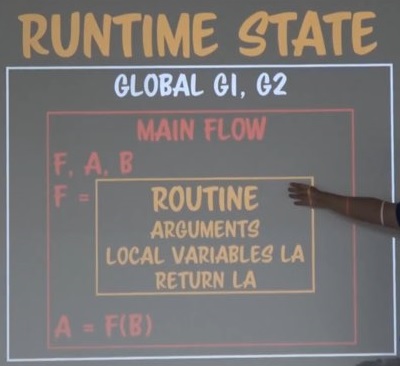 RUNTIME STATE
GLOBAL G1, G2
MAIN FLOW
F, A, B
F =
ROUTINE
ARGUMENTS
LOCAL VARIABLES LA
RETURN LA
A = F(B)